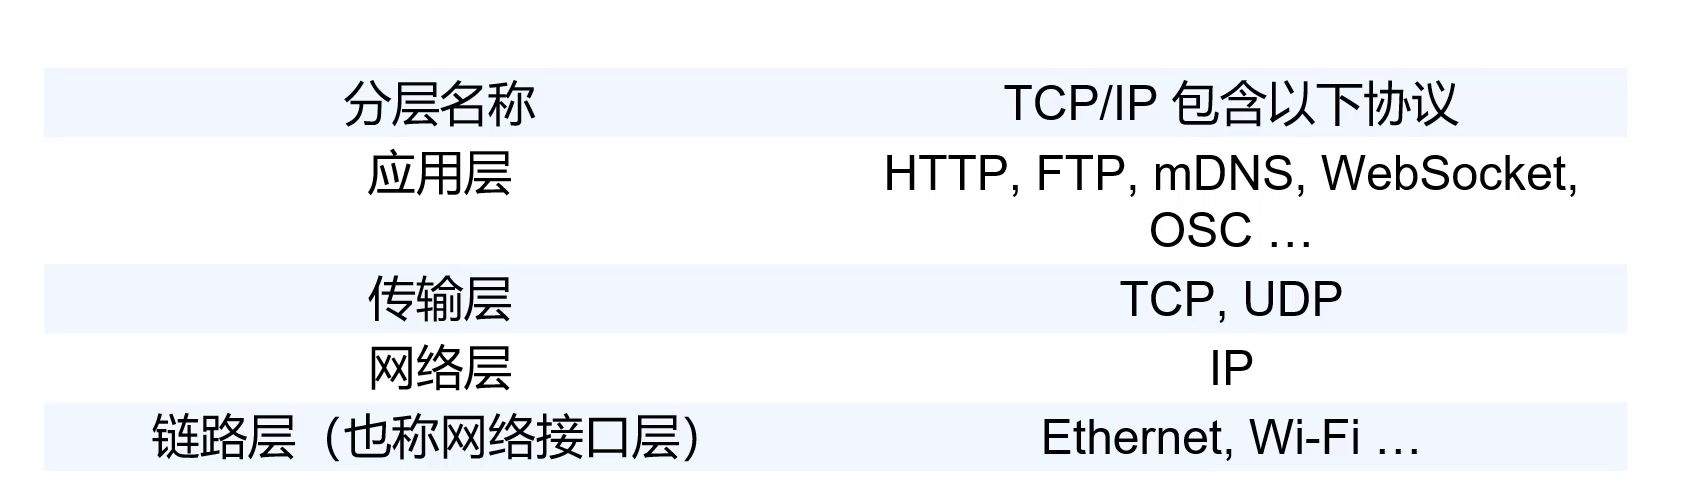 分层名称 TCP/IP 包含以下协议
应用层 HTTP, FTP, mDNS, WebSocket,
OSC …
传输层 TCP, UDP
网络层 IP
链路层（也称网络接口层） Ethernet, Wi-Fi …